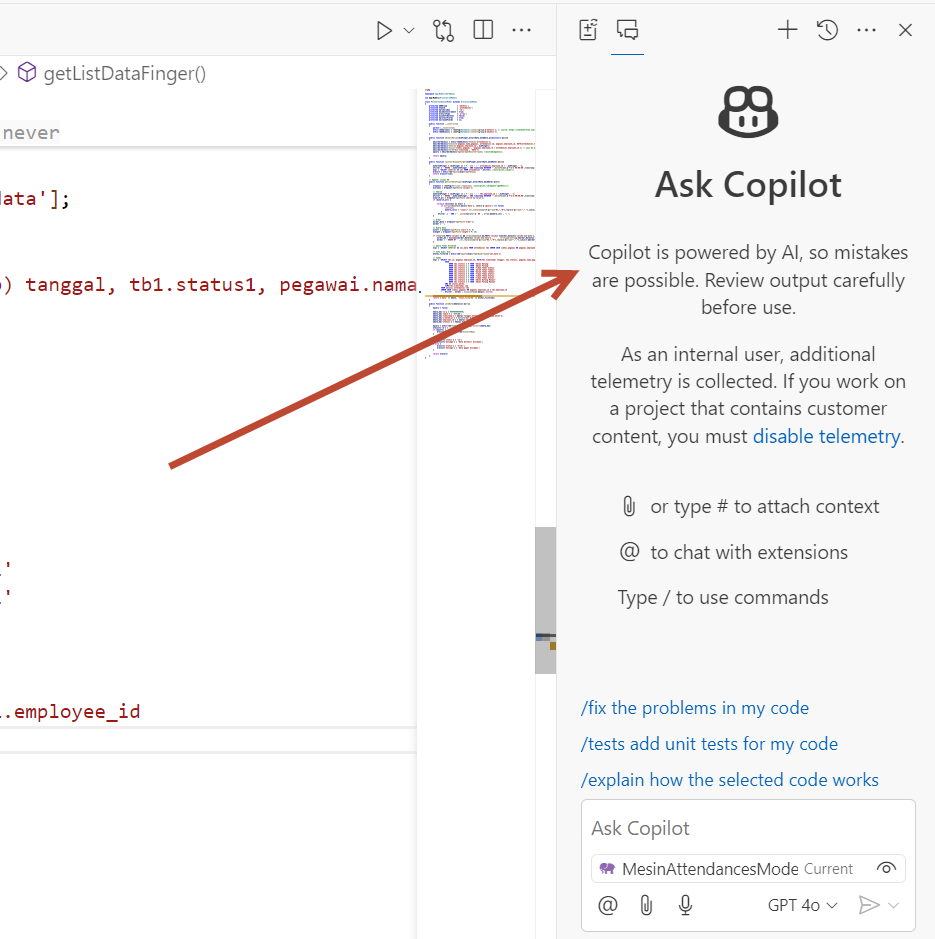 getListDataFinger()
never
data'];
) tanggal, tb1.status1, pegawai.nama
.employee_id
Ask Copilot
Copilot is powered by AI, so mistakes
are possible. Review output carefully
before use.
As an internal user, additional
telemetry is collected. If you work on
a project that contains customer
content, you must disable telemetry.
or type # to attach context
@ to chat with extensions
Type / to use commands
/fix the problems in my code
/tests add unit tests for my code
/explain how the selected code works
Ask Copilot
MesinAttendancesMode Current
@ GPT 4o